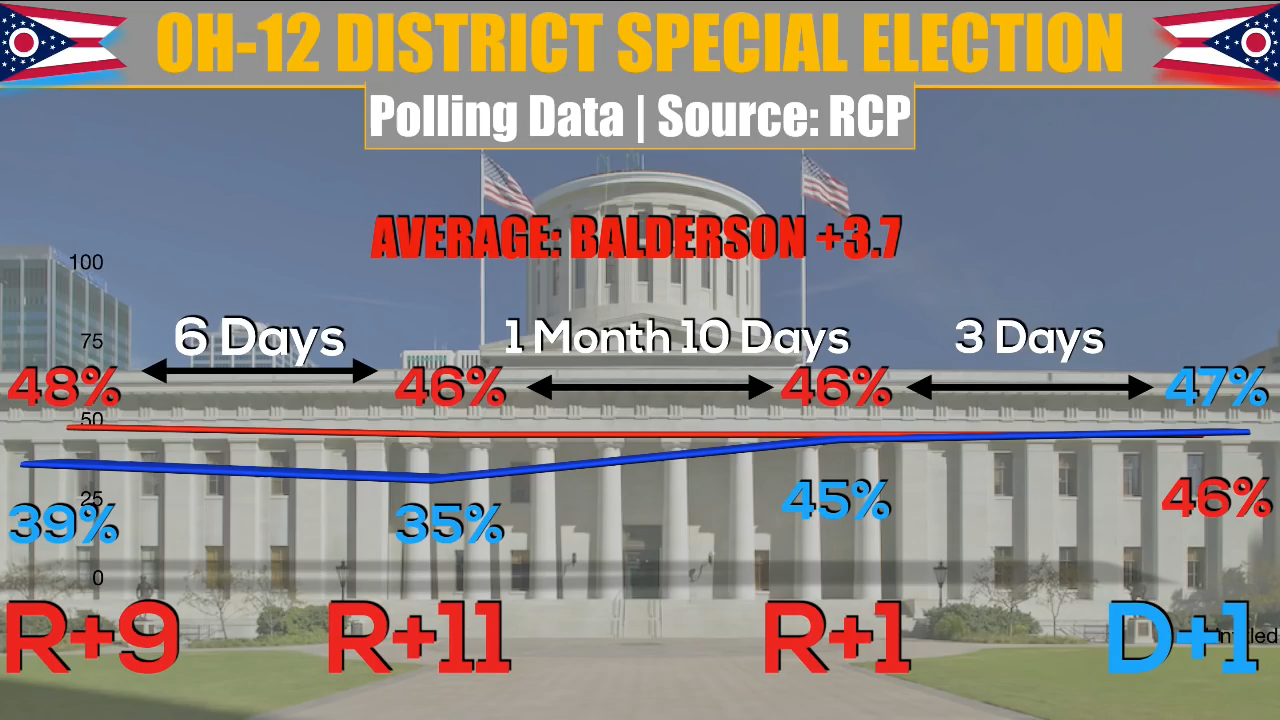 OH-12 DISTRICT SPECIAL ELECTION
Polling Data | Source: RCP
AVERAGE: BALDERSON +3.7
100
6 Days
1 Month 10 Days
3 Days
75
48%
46%
46%
47%
50
25
39%
35%
45%
46%
0
R+9
R+11
R+1
D+1